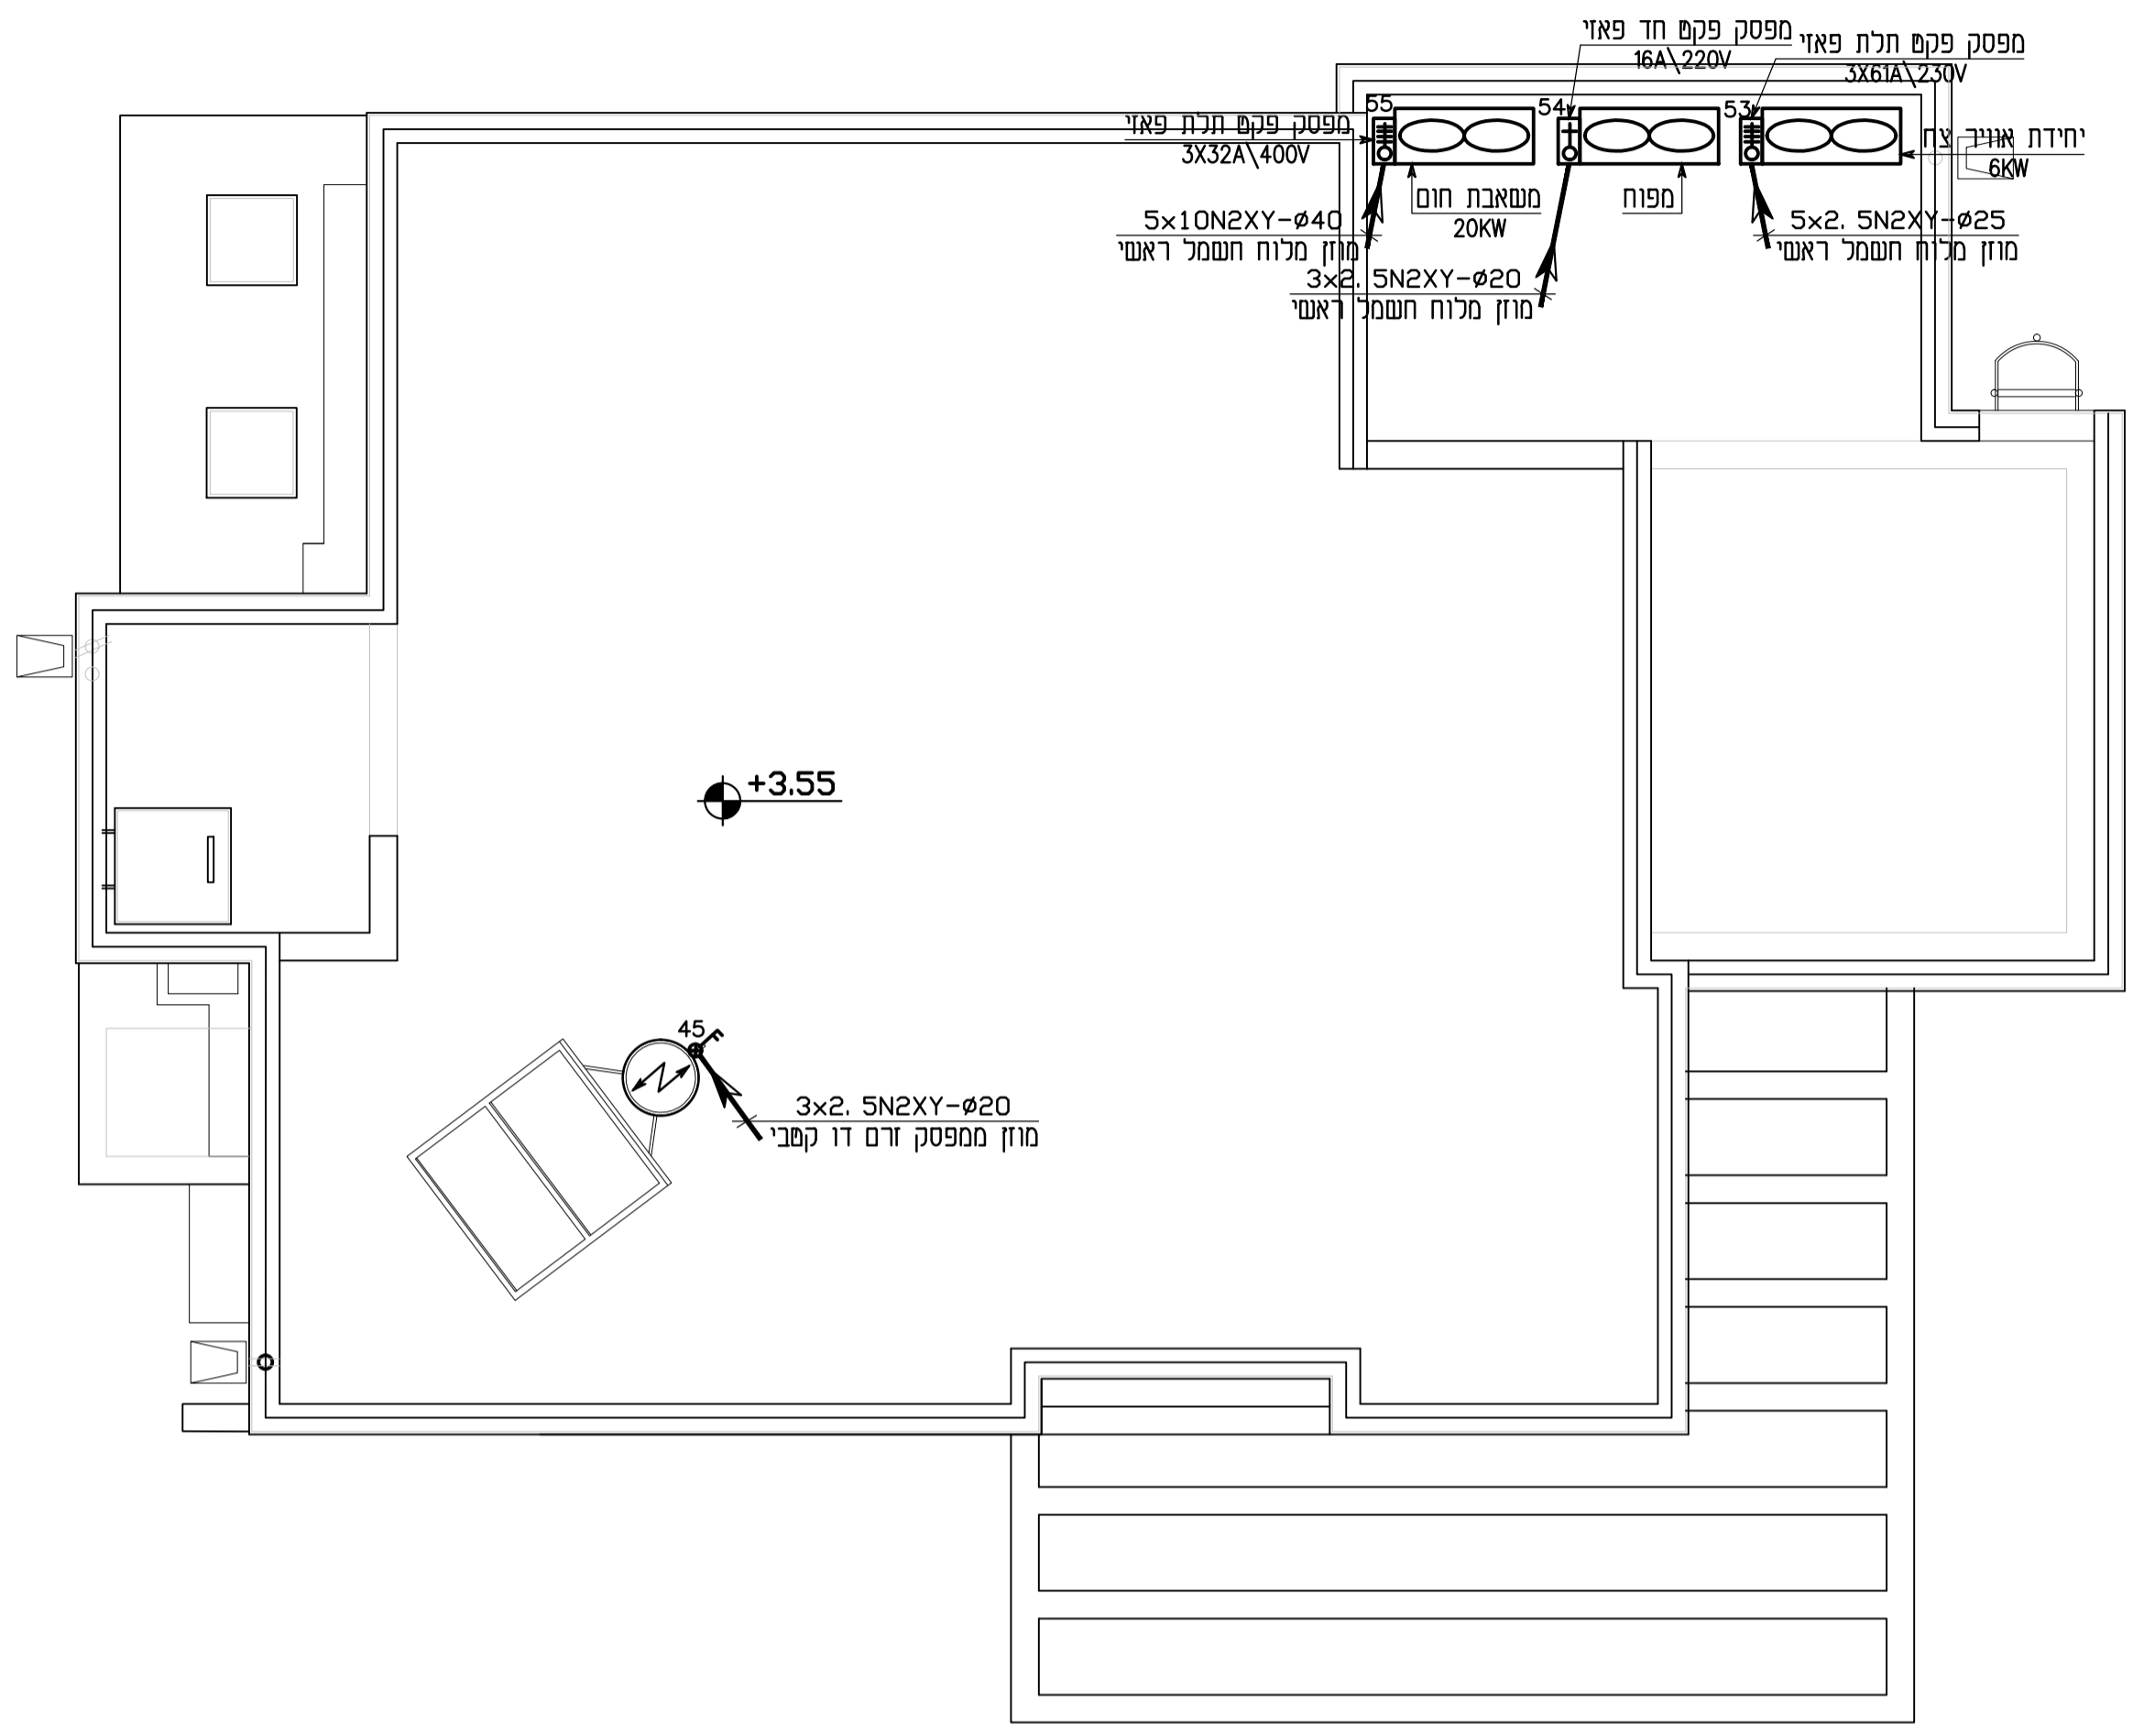 מפסק פקט חד פאזי
16A\220V
מפסק פקט תלת פאזי
3X61A\230V
55
54
53
מפסק פקט תלת פאזי
3X32A\400V
יחידת אוויר צח
6KW
משאבת חום
20KW
מפוח
5x10N2XY-ø40
מוזן מלוח חשמל ראשי
5x2.5N2XY-ø25
מוזן מלוח חשמל ראשי
3x2.5N2XY-ø20
מוזן מלוח חשמל ראשי
+3.55
45
F
3x2.5N2XY-ø20
מוזן ממפסק זרם דו קטבי